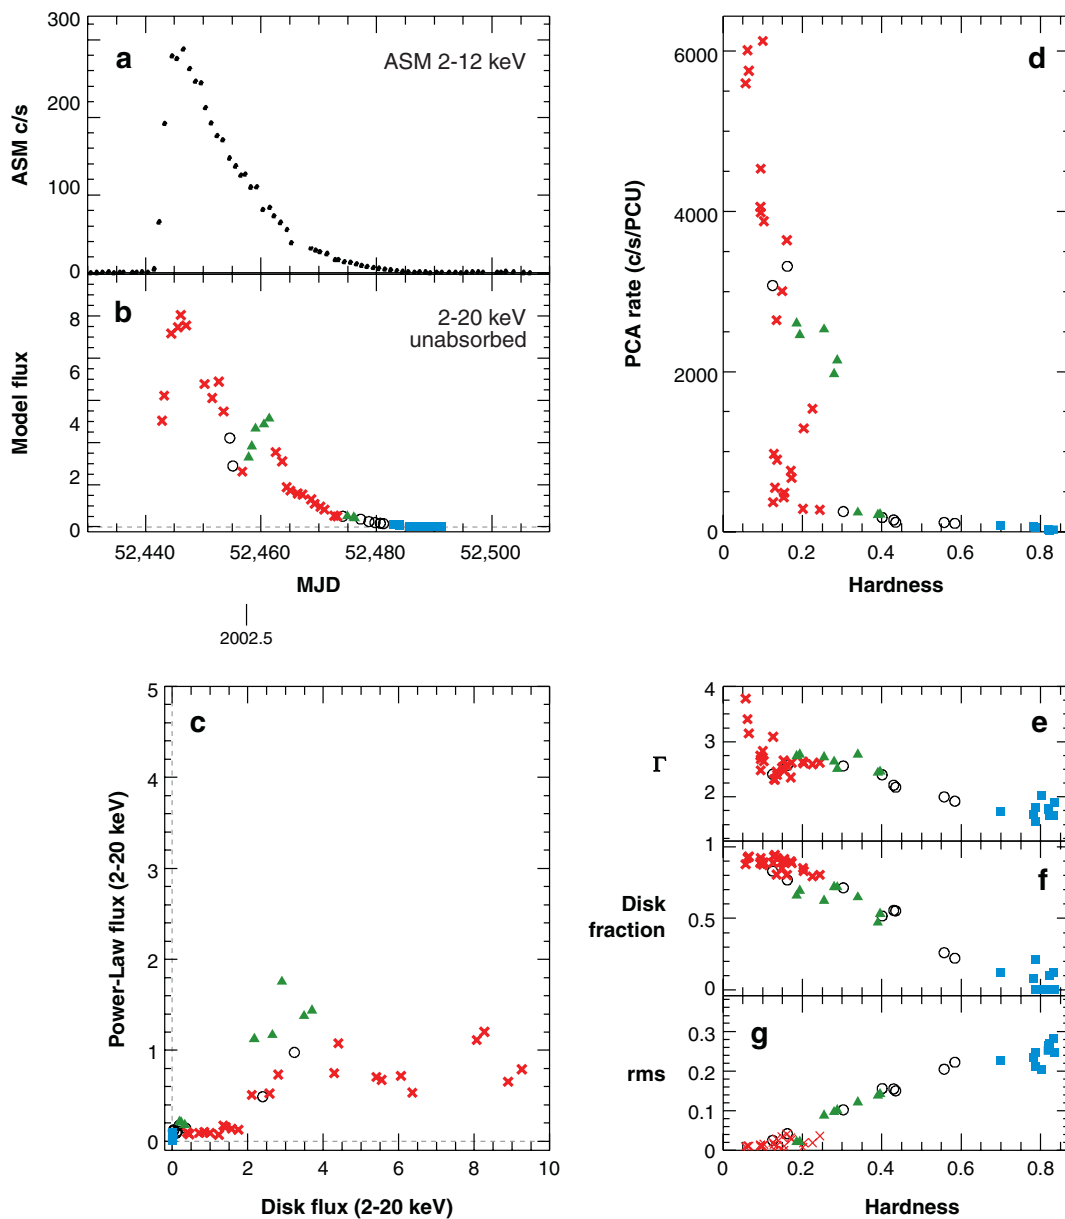 300
200
100
0
ASM c/s
a
ASM 2-12 keV
8
6
4
2
0
Model flux
b
2-20 keV
unabsorbed
52,440
52,460
52,480
52,500
MJD
2002.5
6000
4000
2000
0
PCA rate (c/s/PCU)
d
0
0.2
0.4
0.6
0.8
Hardness
5
4
3
2
1
0
Power-Law flux (2-20 keV)
c
0
2
4
6
8
10
Disk flux (2-20 keV)
4
3
2
1
Γ
e
1
0.5
0
Disk
fraction
f
0.3
0.2
0.1
0
rms
g
0
0.2
0.4
0.6
0.8
Hardness